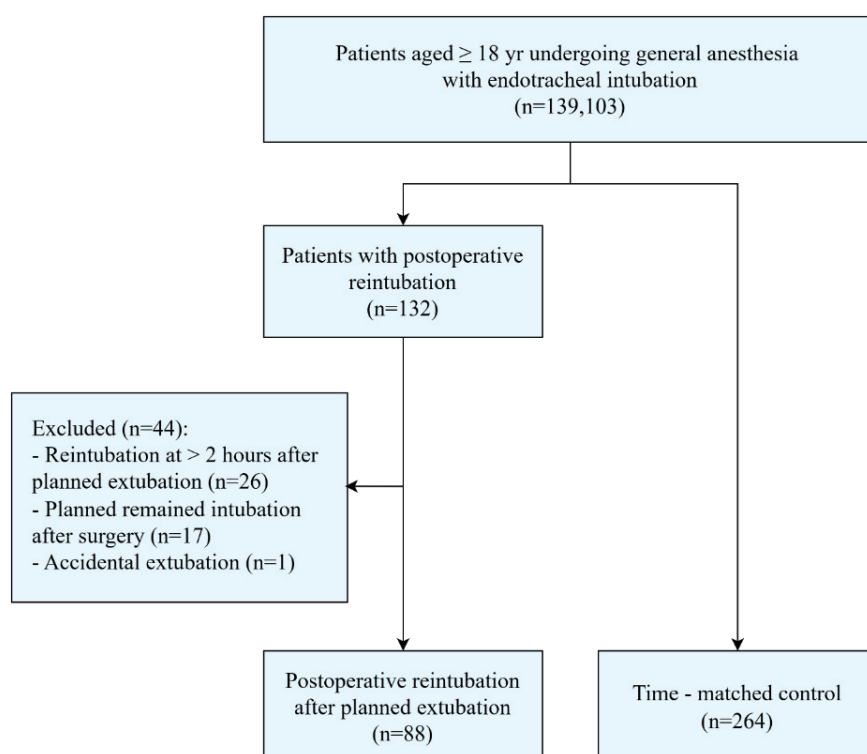 Patients aged ≥ 18 yr undergoing general anesthesia
with endotracheal intubation
(n=139,103)
Patients with postoperative
reintubation
(n=132)
Excluded (n=44):
- Reintubation at > 2 hours after
planned extubation (n=26)
- Planned remained intubation
after surgery (n=17)
- Accidental extubation (n=1)
Postoperative reintubation
after planned extubation
(n=88)
Time - matched control
(n=264)